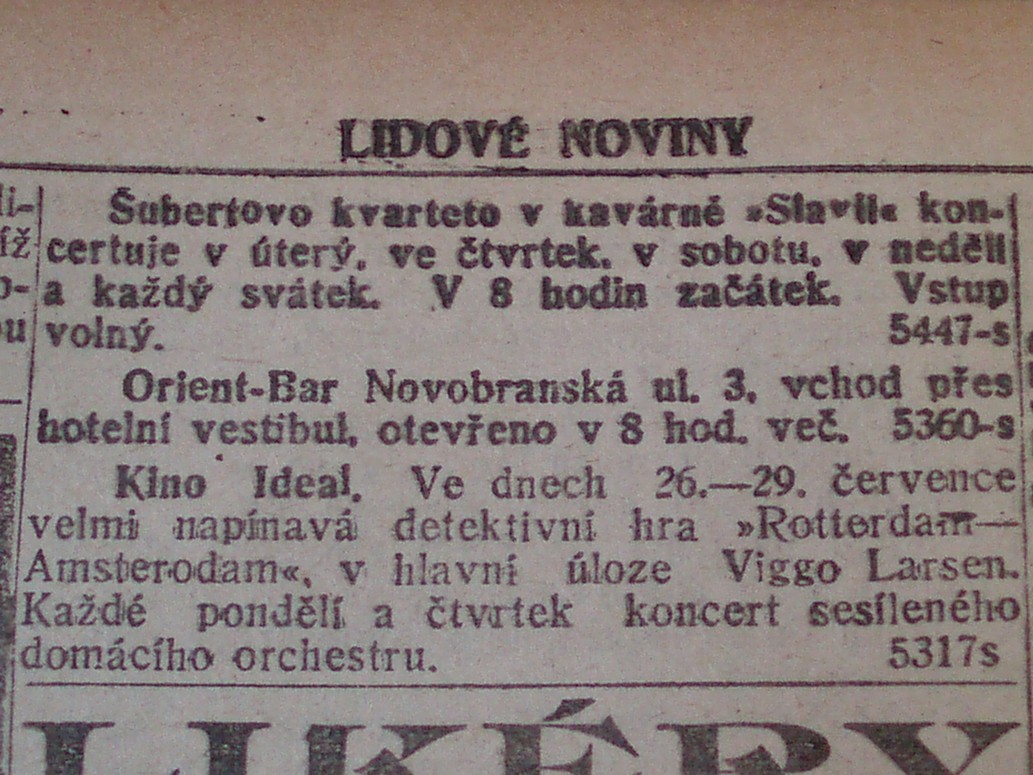 LIDOVÉ NOVINY
Šubertovo kvarteto v kavárně »Slavii« kon-
certuje v úterý, ve čtvrtek, v sobotu, v neděli
a každý svátek. V 8 hodin začátek. Vstup
volný. 5447-s
Orient-Bar Novobranská ul. 3, vchod přes
hotelní vestibul, otevřeno v 8 hod. več. 5360-s
Kino Ideal. Ve dnech 26.—29. července
velmi napínavá detektivní hra »Rotterdam—
Amsterodam«, v hlavní úloze Viggo Larsen.
Každé pondělí a čtvrtek koncert sesíleného
domácího orchestru. 5317s
LIKÉRY